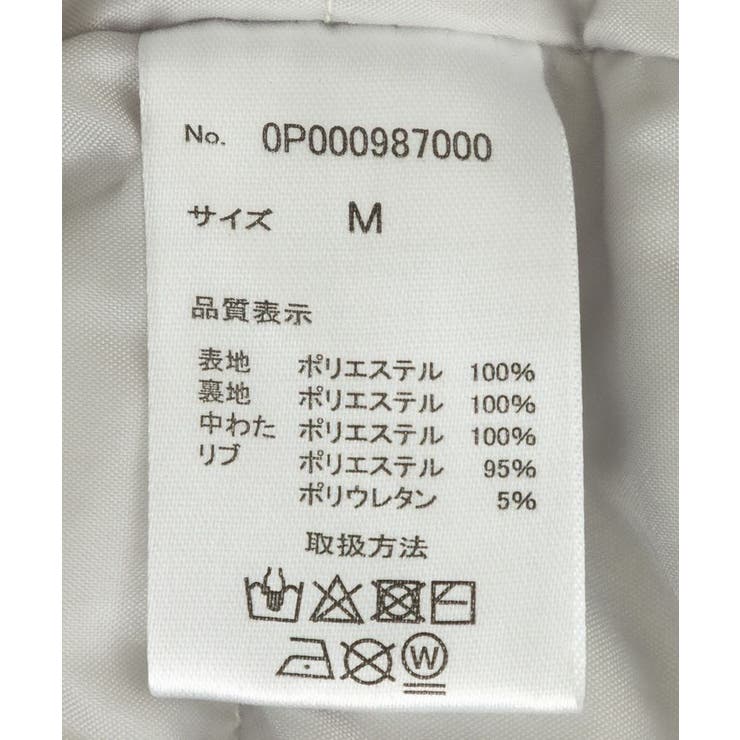 No. 0P000987000
サイズ M
品質表示
表地 ポリエステル 100%
裏地 ポリエステル 100%
中わた ポリエステル 100%
リブ ポリエステル 95%
ポリウレタン 5%
取扱方法
W